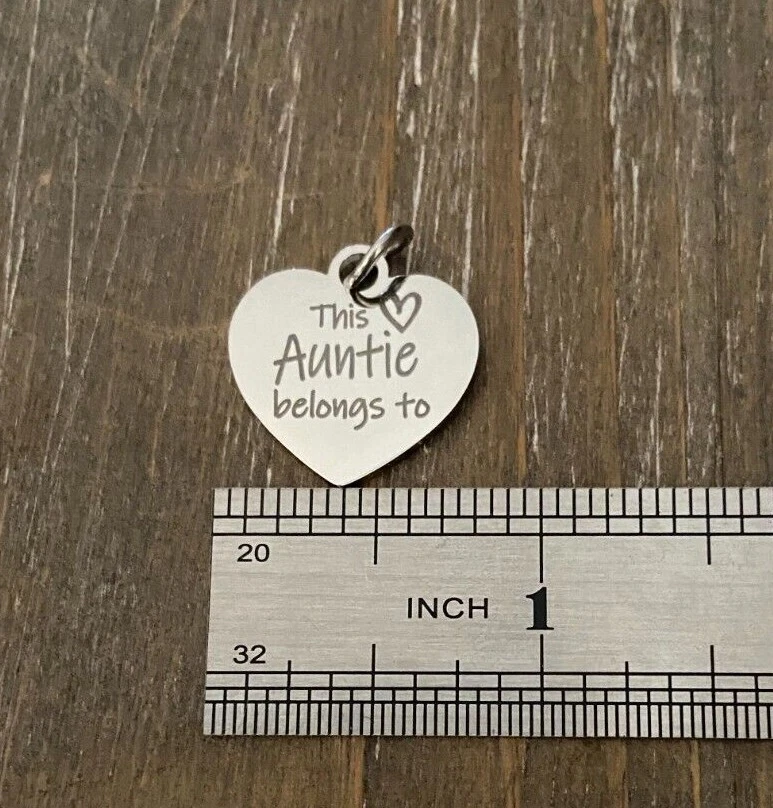 This
Auntie
belongs to
20
INCH 1
32